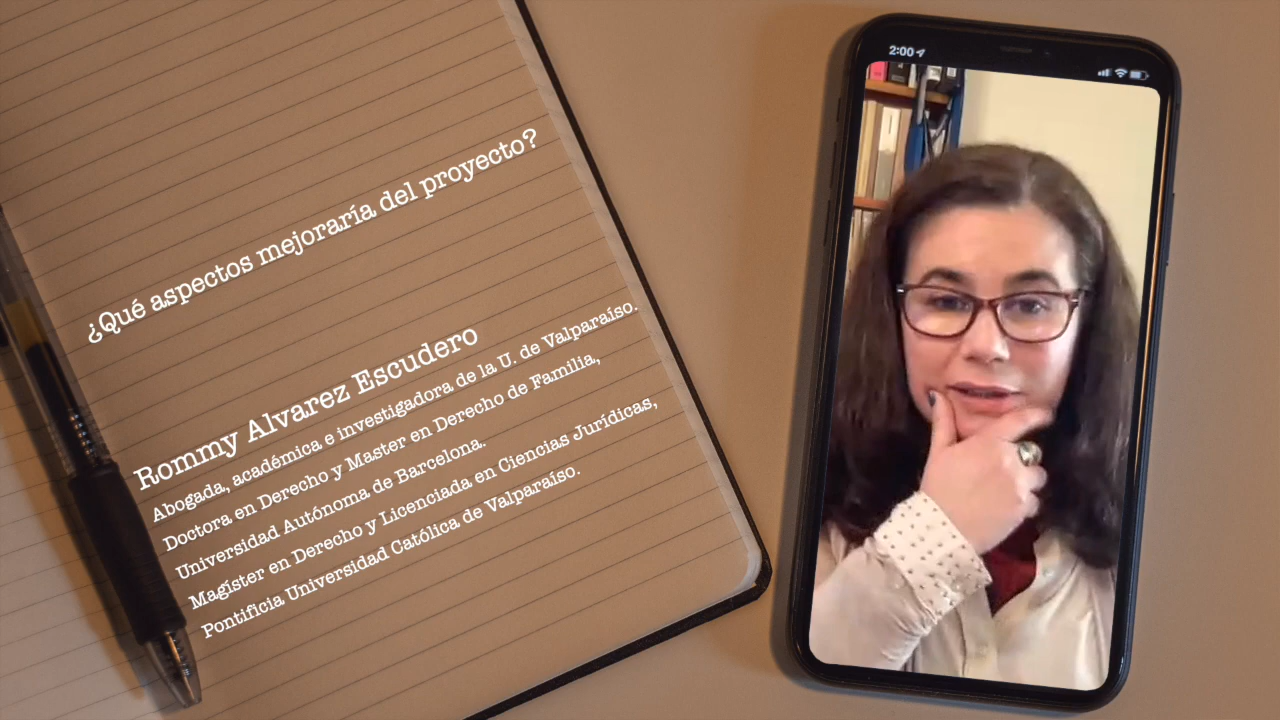 ¿Qué aspectos mejoraría del proyecto?
Rommy Alvarez Escudero
Abogada, académica e investigadora de la U. de Valparaíso.
Doctora en Derecho y Master en Derecho de Familia,
Universidad Autónoma de Barcelona.
Magíster en Derecho y Licenciada en Ciencias Jurídicas,
Pontificia Universidad Católica de Valparaíso.
2:00